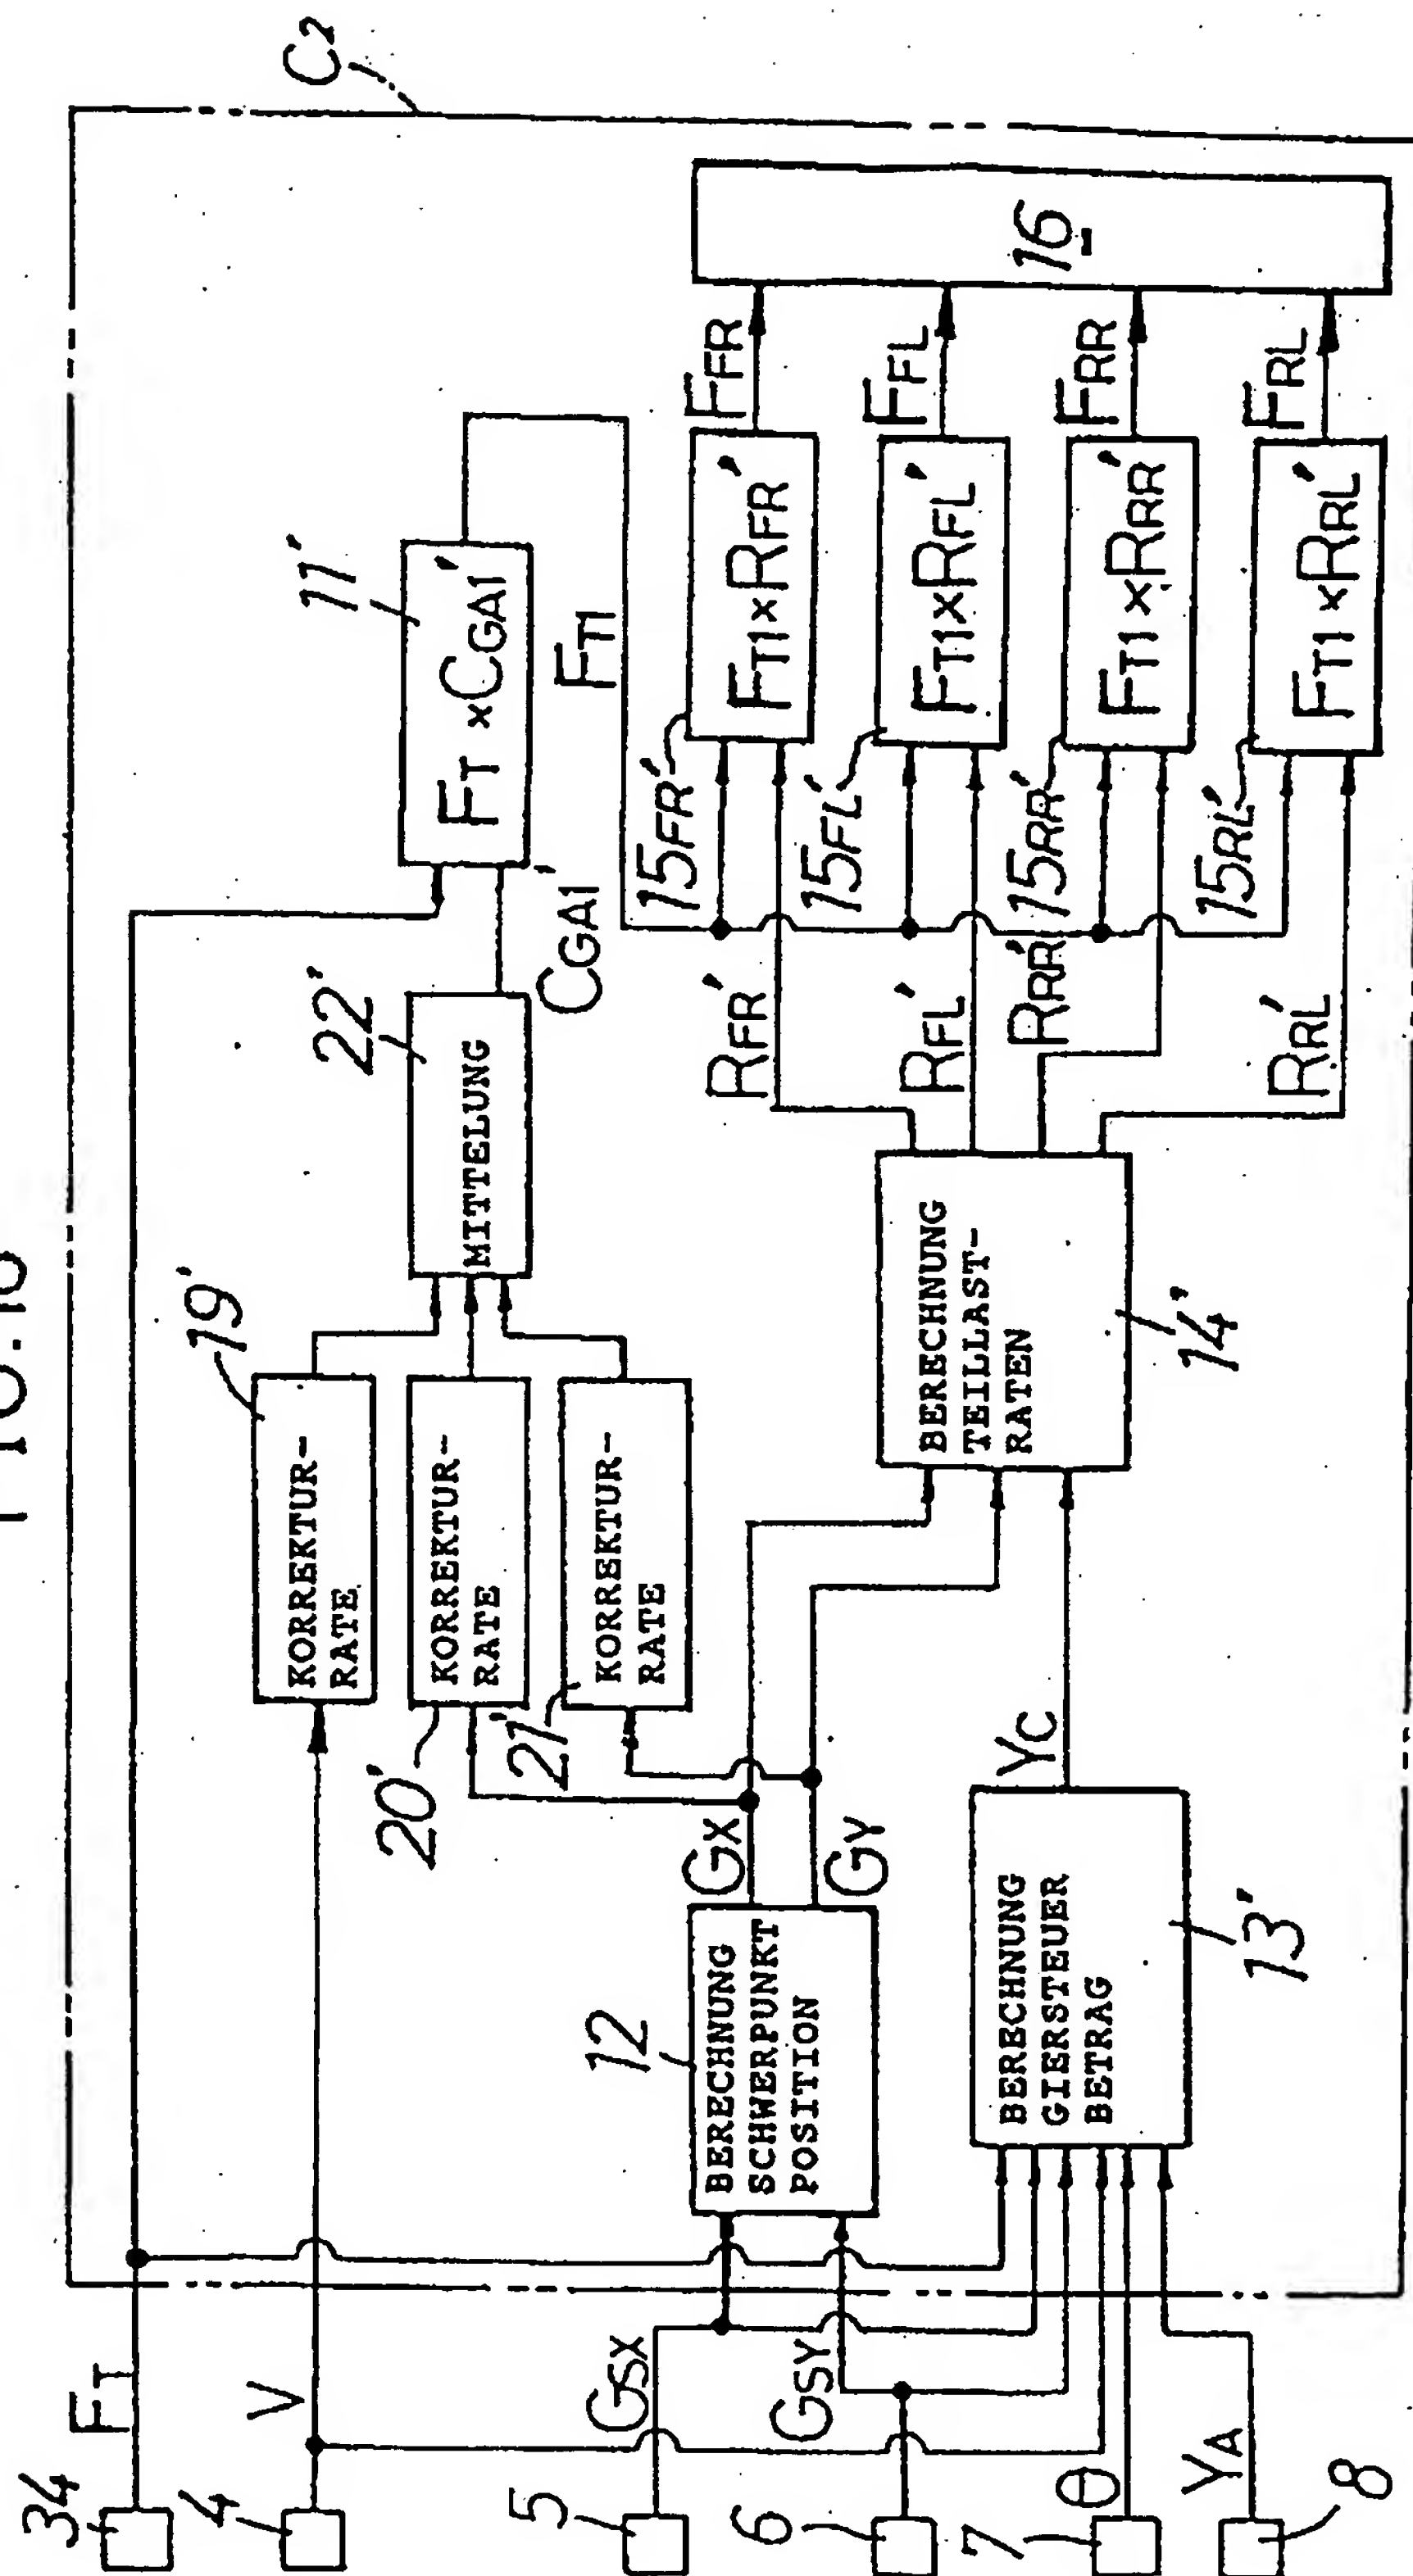 C2
34
FT
4
V
19'
KORREKTUR-
RATE
20'
KORREKTUR-
RATE
21'
KORREKTUR-
RATE
22'
MITTELUNG
CGA1'
11'
FT × CGA1'
FT1
5
GSX
6
GSY
12
BERECHNUNG
SCHWERPUNKT
POSITION
GX
GY
7
θ
8
YA
BERECHNUNG
GIERSTEUER
BETRAG
13'
YC
BERECHNUNG
TEILLAST-
RATEN
14'
RFR'
RFL'
RRR'
RRL'
15FR'
FT1×RFR'
FFR
15FL'
FT1×RFL'
FFL
15RR'
FT1×RRR'
FRR
15RL'
FT1×RRL'
FRL
16